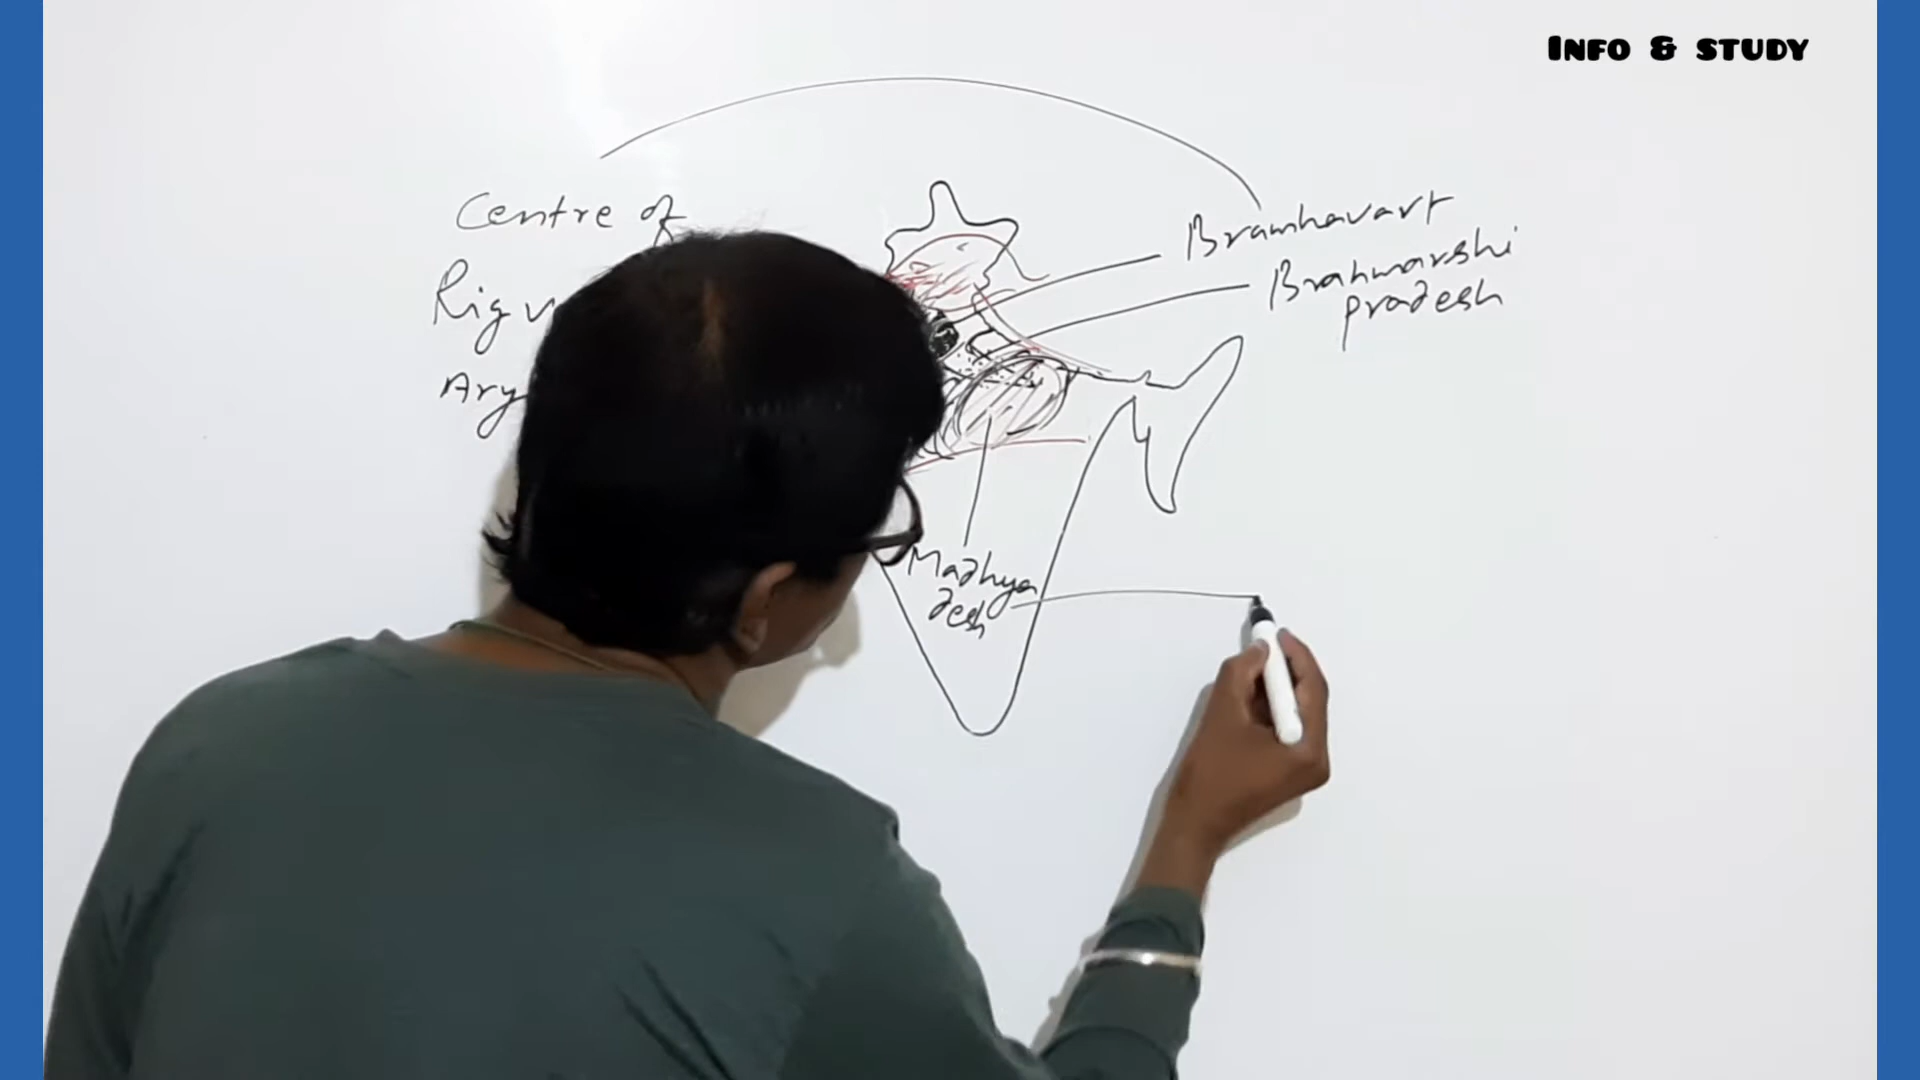 INFO & STUDY
Centre of
Rig v
Ary
Bramhavart
Brahmarshi
pradesh
Madhya
desh